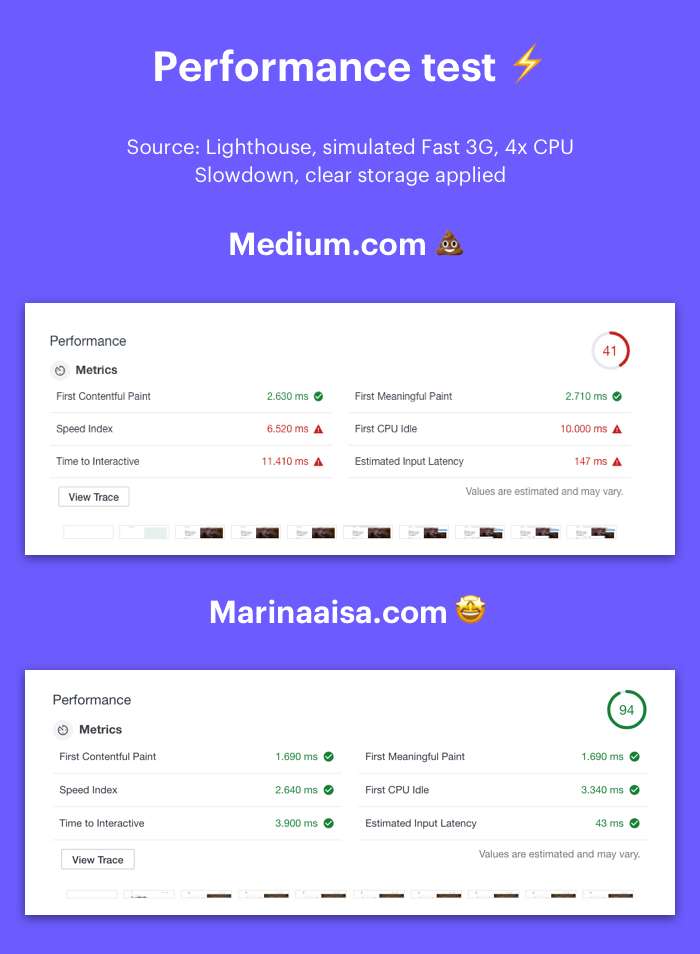 Performance test ⚡
Source: Lighthouse, simulated Fast 3G, 4x CPU
Slowdown, clear storage applied
Medium.com 💩
Performance
41
Metrics
First Contentful Paint 2.630 ms First Meaningful Paint 2.710 ms
Speed Index 6.520 ms First CPU Idle 10.000 ms
Time to Interactive 11.410 ms Estimated Input Latency 147 ms
View Trace
Values are estimated and may vary.
Marinaaisa.com 🤩
Performance
94
Metrics
First Contentful Paint 1.690 ms First Meaningful Paint 1.690 ms
Speed Index 2.640 ms First CPU Idle 3.340 ms
Time to Interactive 3.900 ms Estimated Input Latency 43 ms
View Trace
Values are estimated and may vary.